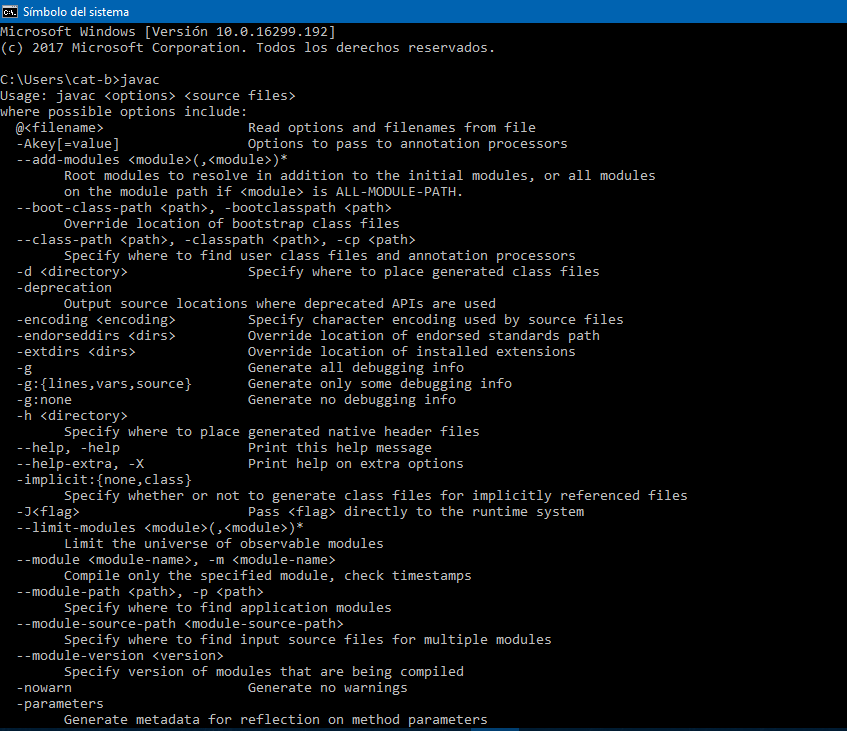 Símbolo del sistema
Microsoft Windows [Versión 10.0.16299.192]
(c) 2017 Microsoft Corporation. Todos los derechos reservados.
C:\Users\cat-b>javac
Usage: javac <options> <source files>
where possible options include:
  @<filename>                  Read options and filenames from file
  -Akey[=value]                Options to pass to annotation processors
  --add-modules <module>(,<module>)*
        Root modules to resolve in addition to the initial modules, or all modules
        on the module path if <module> is ALL-MODULE-PATH.
  --boot-class-path <path>, -bootclasspath <path>
        Override location of bootstrap class files
  --class-path <path>, -classpath <path>, -cp <path>
        Specify where to find user class files and annotation processors
  -d <directory>               Specify where to place generated class files
  -deprecation
        Output source locations where deprecated APIs are used
  -encoding <encoding>         Specify character encoding used by source files
  -endorseddirs <dirs>         Override location of endorsed standards path
  -extdirs <dirs>              Override location of installed extensions
  -g                           Generate all debugging info
  -g:{lines,vars,source}       Generate only some debugging info
  -g:none                      Generate no debugging info
  -h <directory>
        Specify where to place generated native header files
  --help, -help                Print this help message
  --help-extra, -X             Print help on extra options
  -implicit:{none,class}
        Specify whether or not to generate class files for implicitly referenced files
  -J<flag>                     Pass <flag> directly to the runtime system
  --limit-modules <module>(,<module>)*
        Limit the universe of observable modules
  --module <module-name>, -m <module-name>
        Compile only the specified module, check timestamps
  --module-path <path>, -p <path>
        Specify where to find application modules
  --module-source-path <module-source-path>
        Specify where to find input source files for multiple modules
  --module-version <version>
        Specify version of modules that are being compiled
  -nowarn                      Generate no warnings
  -parameters
        Generate metadata for reflection on method parameters